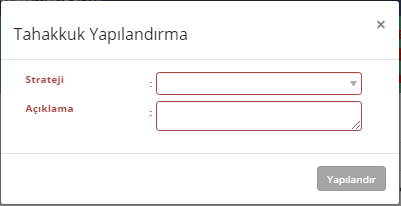 Tahakkuk Yapılandırma
×
Strateji :
Açıklama :
Yapılandır